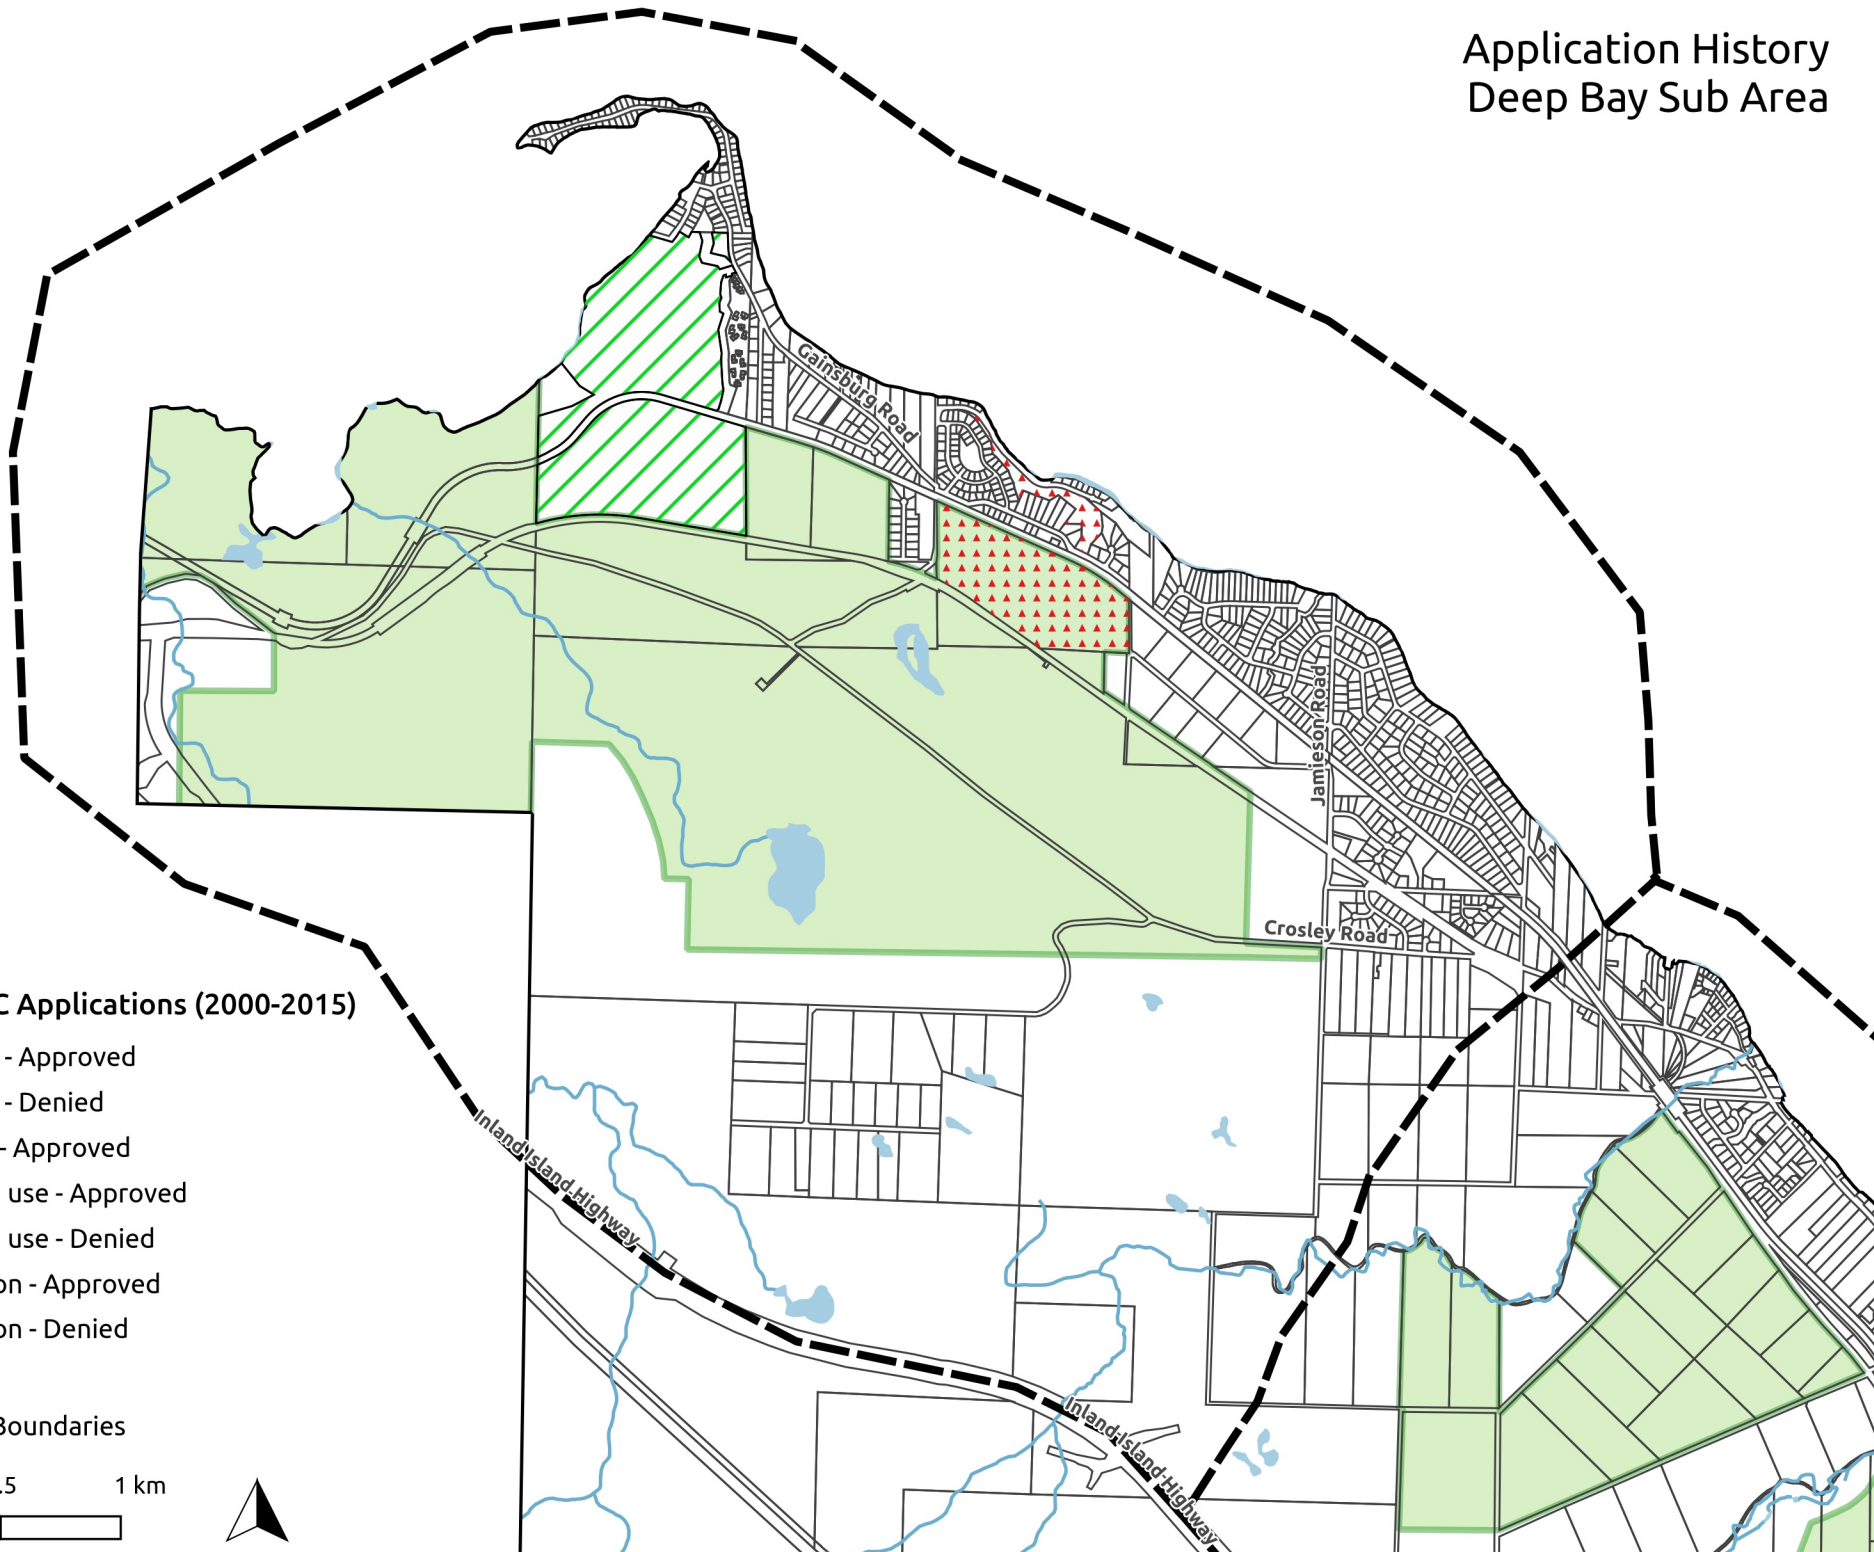 Application History
Deep Bay Sub Area
Gainsburg Road
Jamieson Road
Crosley Road
C Applications (2000-2015)
- Approved
- Denied
- Approved
use - Approved
use - Denied
on - Approved
on - Denied
Boundaries
.5 1 km
Inland Island Highway
Inland Island Highway